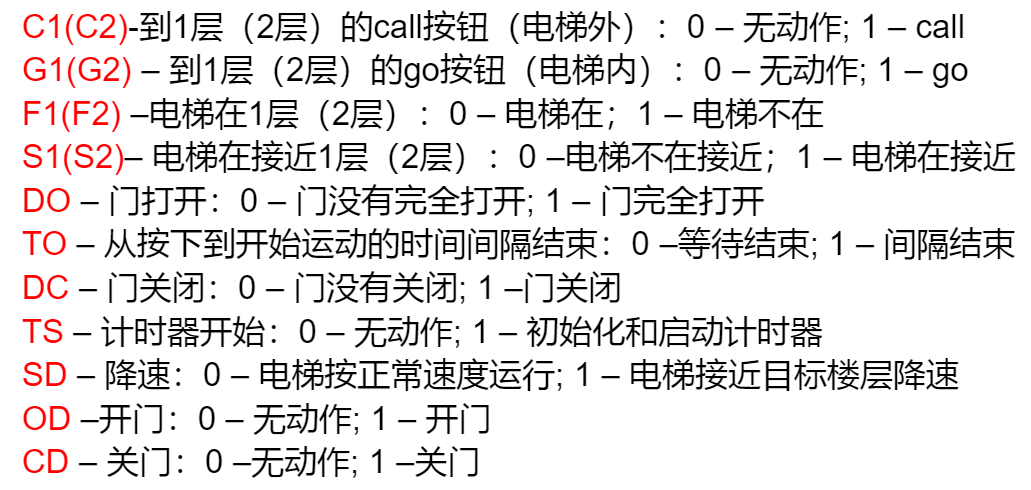 C1(C2)-到1层（2层）的call按钮（电梯外）：0 – 无动作; 1 – call
G1(G2) – 到1层（2层）的go按钮（电梯内）：0 – 无动作; 1 – go
F1(F2) –电梯在1层（2层）：0 – 电梯在；1 – 电梯不在
S1(S2)– 电梯在接近1层（2层）：0 –电梯不在接近；1 – 电梯在接近
DO – 门打开：0 – 门没有完全打开; 1 – 门完全打开
TO – 从按下到开始运动的时间间隔结束：0 –等待结束; 1 – 间隔结束
DC – 门关闭：0 – 门没有关闭; 1 –门关闭
TS – 计时器开始：0 – 无动作; 1 – 初始化和启动计时器
SD – 降速：0 – 电梯按正常速度运行; 1 – 电梯接近目标楼层降速
OD –开门：0 – 无动作; 1 – 开门
CD – 关门：0 –无动作; 1 –关门